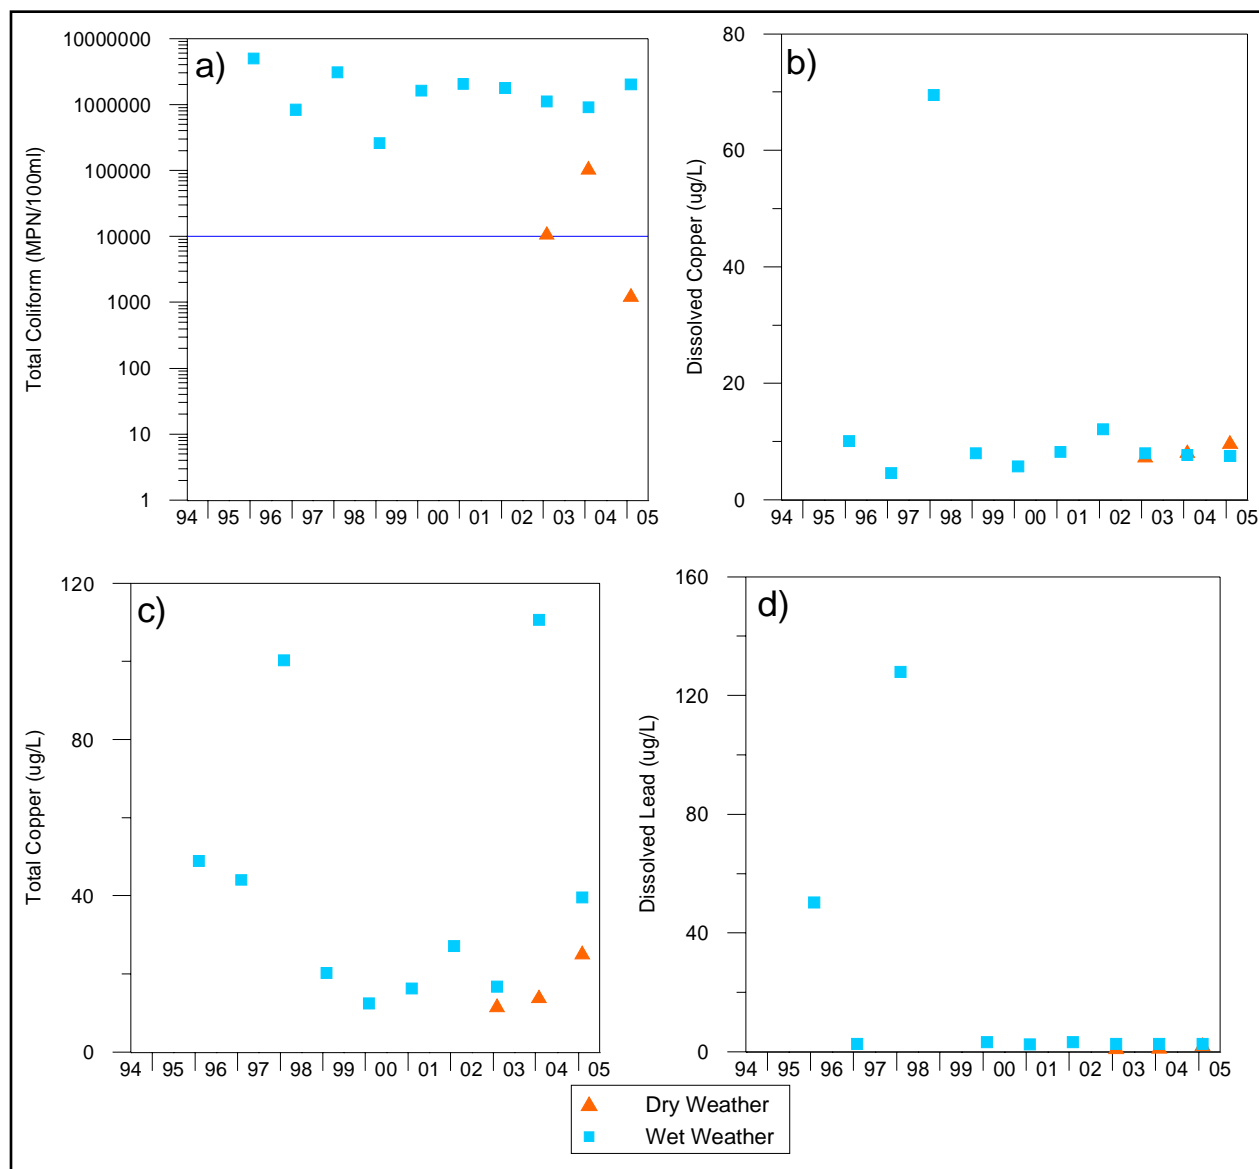 a)
Total Coliform (MPN/100ml)
10000000
1000000
100000
10000
1000
100
10
1
94 95 96 97 98 99 00 01 02 03 04 05
b)
Dissolved Copper (ug/L)
80
60
40
20
0
94 95 96 97 98 99 00 01 02 03 04 05
c)
Total Copper (ug/L)
120
80
40
0
94 95 96 97 98 99 00 01 02 03 04 05
d)
Dissolved Lead (ug/L)
160
120
80
40
0
94 95 96 97 98 99 00 01 02 03 04 05
Dry Weather
Wet Weather